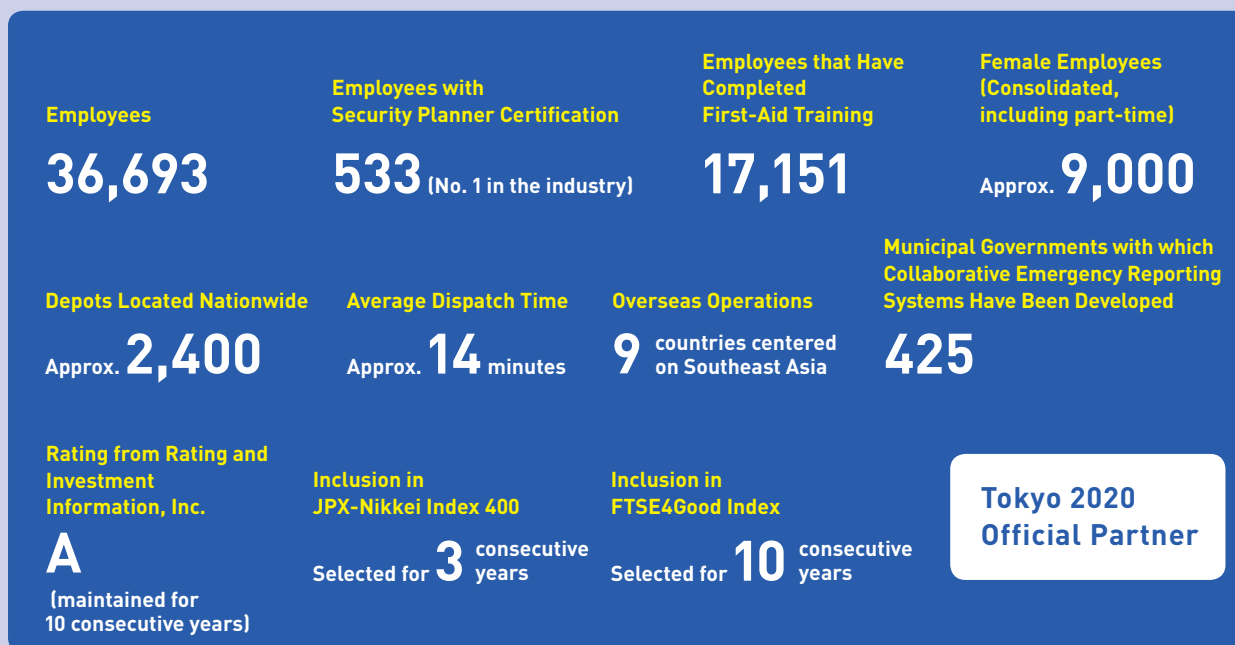 Employees
36,693
Employees with
Security Planner Certification
533 (No. 1 in the industry)
Employees that Have
Completed
First-Aid Training
17,151
Female Employees
(Consolidated,
including part-time)
Approx. 9,000
Depots Located Nationwide
Approx. 2,400
Average Dispatch Time
Approx. 14 minutes
Overseas Operations
9 countries centered
on Southeast Asia
Municipal Governments with which
Collaborative Emergency Reporting
Systems Have Been Developed
425
Rating from Rating and
Investment
Information, Inc.
A
(maintained for
10 consecutive years)
Inclusion in
JPX-Nikkei Index 400
Selected for 3 consecutive
years
Inclusion in
FTSE4Good Index
Selected for 10 consecutive
years
Tokyo 2020
Official Partner